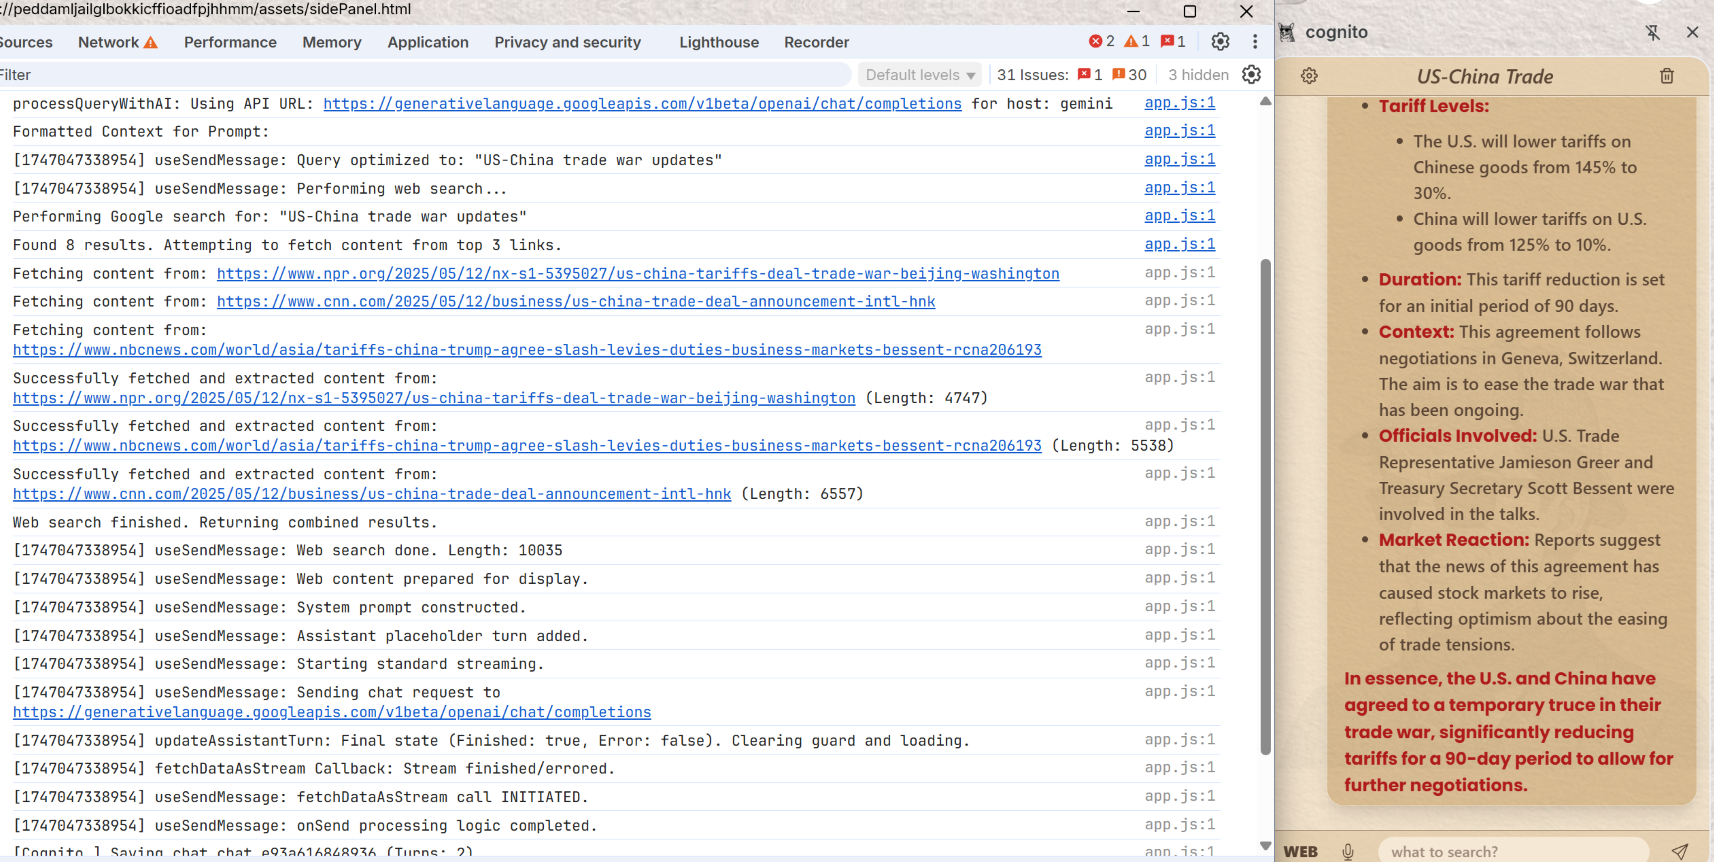 ://peddamljailglbokkicffioadfpjhhmm/assets/sidePanel.html
Sources Network Performance Memory Application Privacy and security Lighthouse Recorder 2 1 1
Filter Default levels ▼ 31 Issues: 1 30 3 hidden
processQueryWithAI: Using API URL: https://generativelanguage.googleapis.com/v1beta/openai/chat/completions for host: gemini app.js:1
Formatted Context for Prompt: app.js:1
[1747047338954] useSendMessage: Query optimized to: "US-China trade war updates" app.js:1
[1747047338954] useSendMessage: Performing web search... app.js:1
Performing Google search for: "US-China trade war updates" app.js:1
Found 8 results. Attempting to fetch content from top 3 links. app.js:1
Fetching content from: https://www.npr.org/2025/05/12/nx-s1-5395027/us-china-tariffs-deal-trade-war-beijing-washington app.js:1
Fetching content from: https://www.cnn.com/2025/05/12/business/us-china-trade-deal-announcement-intl-hnk app.js:1
Fetching content from: app.js:1
https://www.nbcnews.com/world/asia/tariffs-china-trump-agree-slash-levies-duties-business-markets-bessent-rcna206193
Successfully fetched and extracted content from: app.js:1
https://www.npr.org/2025/05/12/nx-s1-5395027/us-china-tariffs-deal-trade-war-beijing-washington (Length: 4747)
Successfully fetched and extracted content from: app.js:1
https://www.nbcnews.com/world/asia/tariffs-china-trump-agree-slash-levies-duties-business-markets-bessent-rcna206193 (Length: 5538)
Successfully fetched and extracted content from: app.js:1
https://www.cnn.com/2025/05/12/business/us-china-trade-deal-announcement-intl-hnk (Length: 6557)
Web search finished. Returning combined results. app.js:1
[1747047338954] useSendMessage: Web search done. Length: 10035 app.js:1
[1747047338954] useSendMessage: Web content prepared for display. app.js:1
[1747047338954] useSendMessage: System prompt constructed. app.js:1
[1747047338954] useSendMessage: Assistant placeholder turn added. app.js:1
[1747047338954] useSendMessage: Starting standard streaming. app.js:1
[1747047338954] useSendMessage: Sending chat request to app.js:1
https://generativelanguage.googleapis.com/v1beta/openai/chat/completions
[1747047338954] updateAssistantTurn: Final state (Finished: true, Error: false). Clearing guard and loading. app.js:1
[1747047338954] fetchDataAsStream Callback: Stream finished/errored. app.js:1
[1747047338954] useSendMessage: fetchDataAsStream call INITIATED. app.js:1
[1747047338954] useSendMessage: onSend processing logic completed. app.js:1
[Cognito ] Saving chat chat_e93a616848936 (Turns: 2) app.js:1
cognito
US-China Trade
• Tariff Levels:
• The U.S. will lower tariffs on
Chinese goods from 145% to
30%.
• China will lower tariffs on U.S.
goods from 125% to 10%.
• Duration: This tariff reduction is set
for an initial period of 90 days.
• Context: This agreement follows
negotiations in Geneva, Switzerland.
The aim is to ease the trade war that
has been ongoing.
• Officials Involved: U.S. Trade
Representative Jamieson Greer and
Treasury Secretary Scott Bessent were
involved in the talks.
• Market Reaction: Reports suggest
that the news of this agreement has
caused stock markets to rise,
reflecting optimism about the easing
of trade tensions.
In essence, the U.S. and China have
agreed to a temporary truce in their
trade war, significantly reducing
tariffs for a 90-day period to allow for
further negotiations.
WEB what to search?